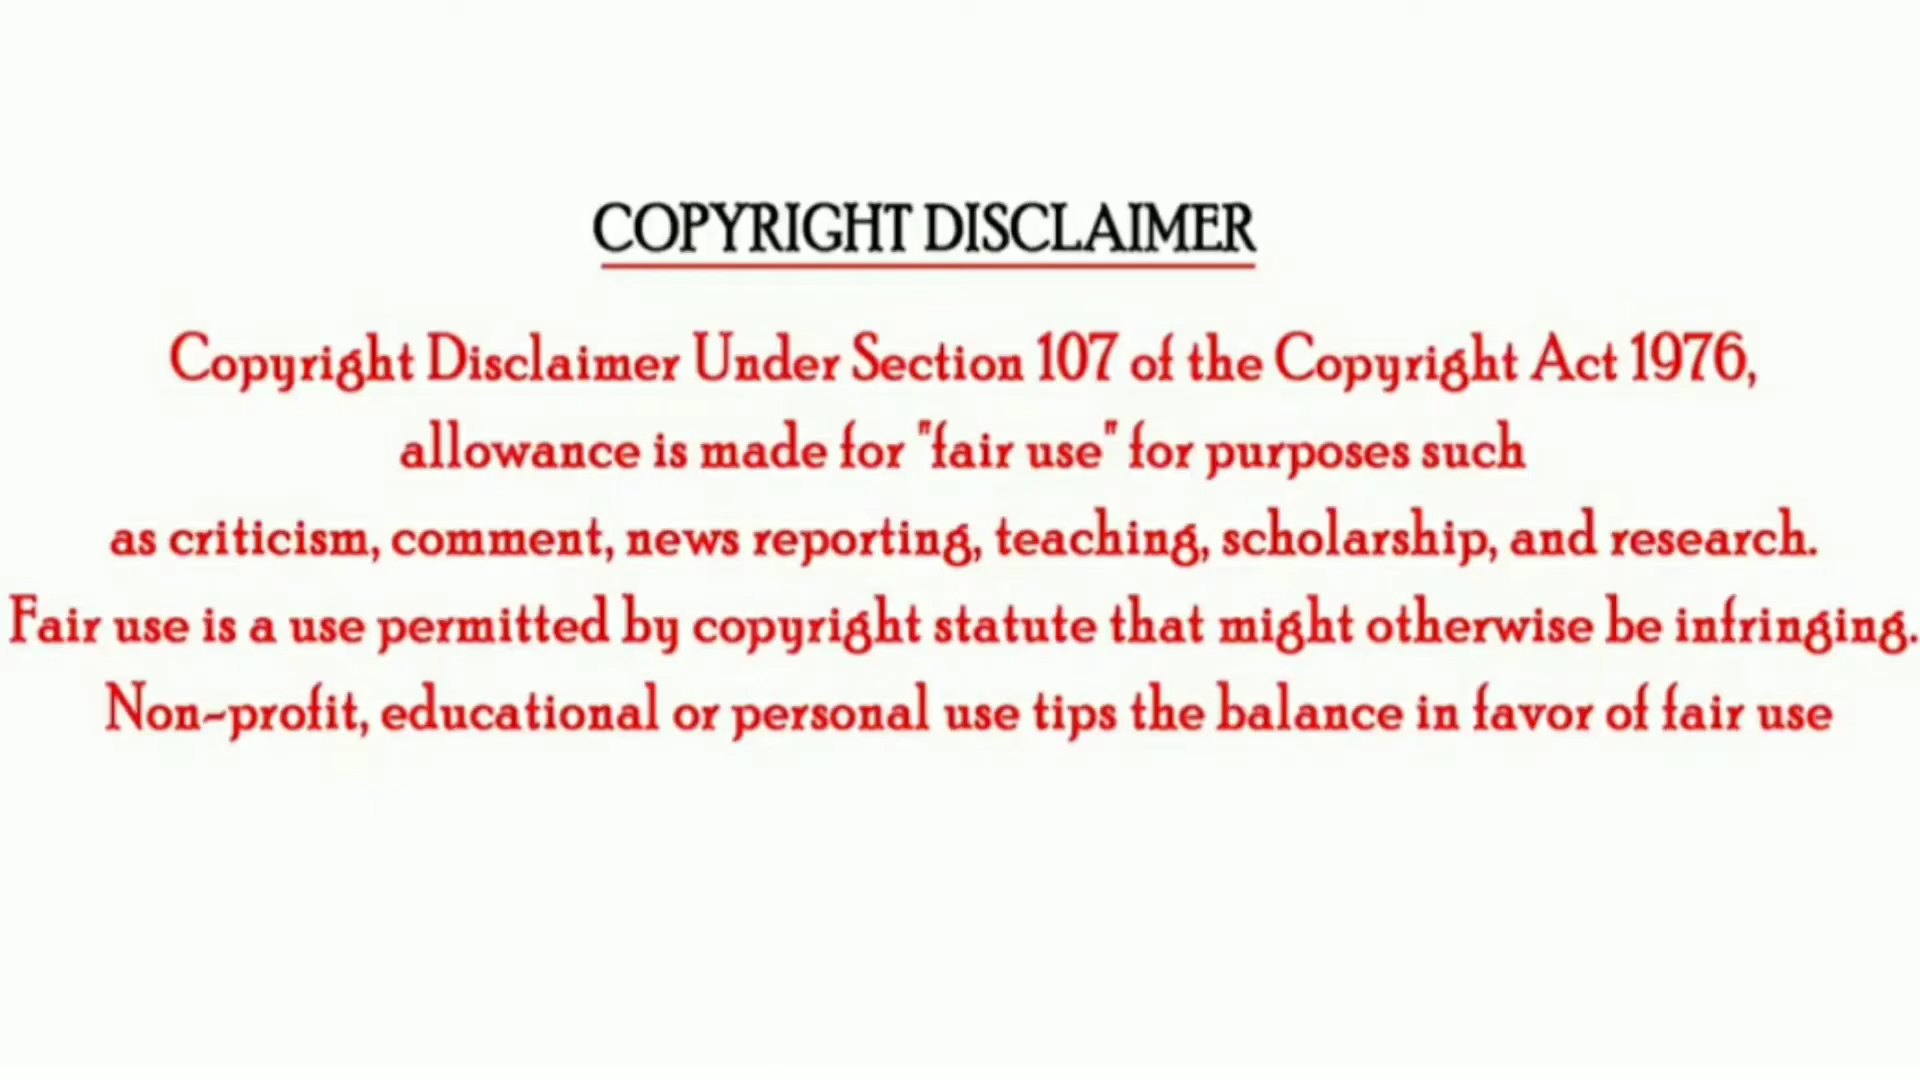 COPYRIGHT DISCLAIMER
Copyright Disclaimer Under Section 107 of the Copyright Act 1976,
allowance is made for "fair use" for purposes such
as criticism, comment, news reporting, teaching, scholarship, and research.
Fair use is a use permitted by copyright statute that might otherwise be infringing.
Non-profit, educational or personal use tips the balance in favor of fair use